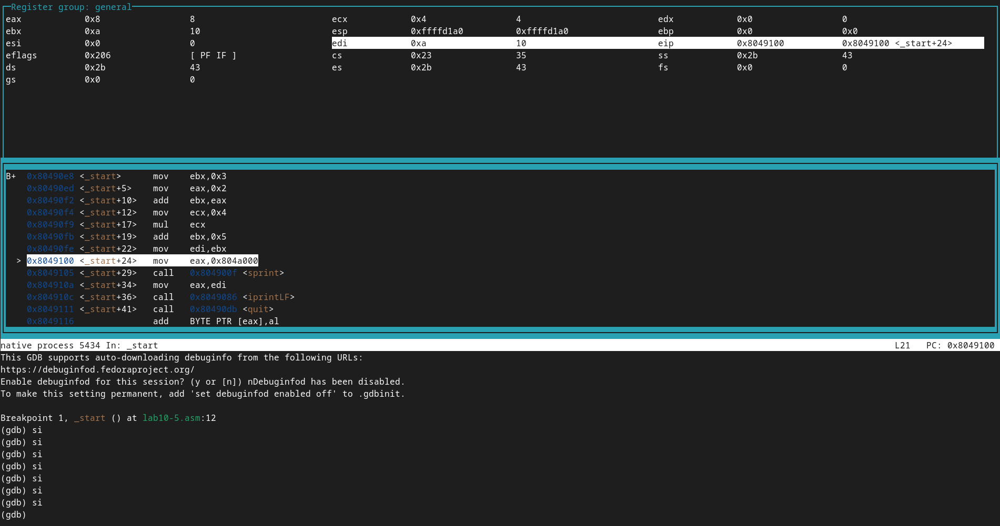 Register group: general
eax 0x8 8 ecx 0x4 4 edx 0x0 0
ebx 0xa 10 esp 0xffffd1a0 0xffffd1a0 ebp 0x0 0x0
esi 0x0 0 edi 0xa 10 eip 0x8049100 0x8049100 <_start+24>
eflags 0x206 [ PF IF ] cs 0x23 35 ss 0x2b 43
ds 0x2b 43 es 0x2b 43 fs 0x0 0
gs 0x0 0
B+ 0x80490e8 <_start> mov ebx,0x3
0x80490ed <_start+5> mov eax,0x2
0x80490f2 <_start+10> add ebx,eax
0x80490f4 <_start+12> mov ecx,0x4
0x80490f9 <_start+17> mul ecx
0x80490fb <_start+19> add ebx,0x5
0x80490fe <_start+22> mov edi,ebx
> 0x8049100 <_start+24> mov eax,0x804a000
0x8049105 <_start+29> call 0x804900f <sprint>
0x804910a <_start+34> mov eax,edi
0x804910c <_start+36> call 0x8049086 <iprintLF>
0x8049111 <_start+41> call 0x80490db <quit>
0x8049116 add BYTE PTR [eax],al
native process 5434 In: _start L21 PC: 0x8049100
This GDB supports auto-downloading debuginfo from the following URLs:
https://debuginfod.fedoraproject.org/
Enable debuginfod for this session? (y or [n]) nDebuginfod has been disabled.
To make this setting permanent, add 'set debuginfod enabled off' to .gdbinit.
Breakpoint 1, _start () at lab10-5.asm:12
(gdb) si
(gdb) si
(gdb) si
(gdb) si
(gdb) si
(gdb) si
(gdb) si
(gdb)